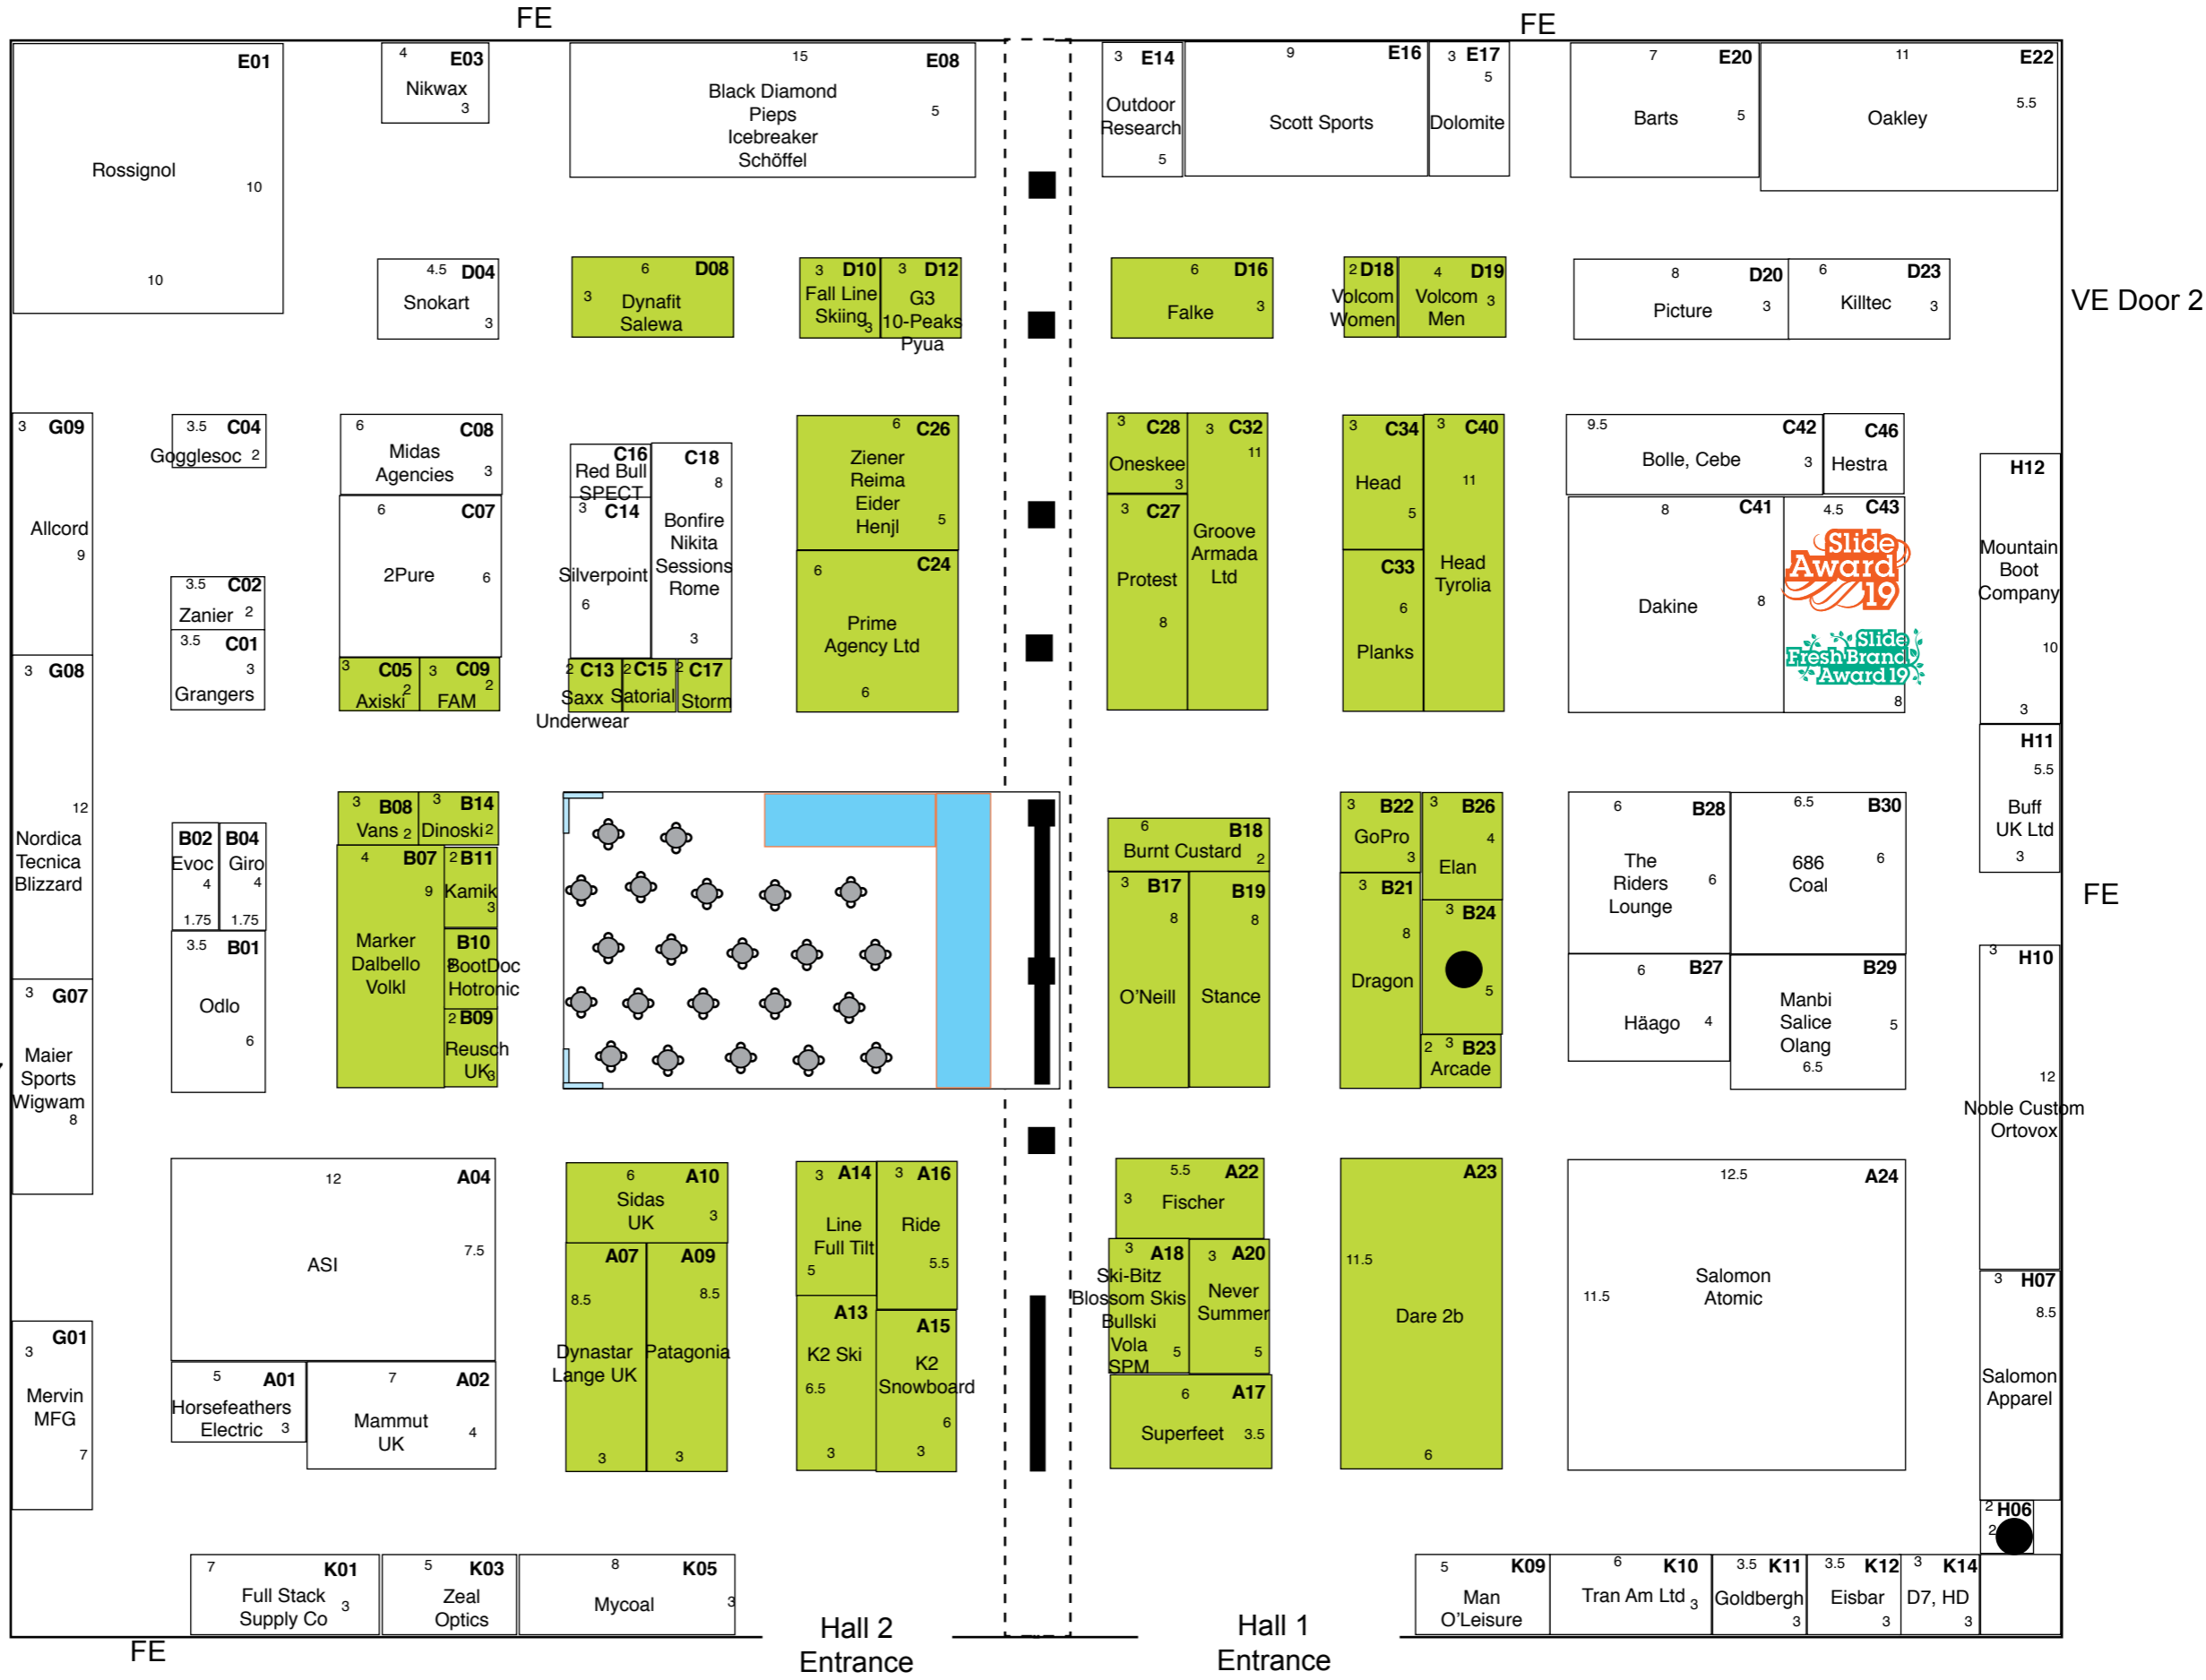 FE
FE
E01
Rossignol
10
10
4 E03
Nikwax
3
15 E08
Black Diamond
Pieps
Icebreaker
Schöffel
5
3 E14
Outdoor
Research
5
9 E16
Scott Sports
3 E17
5
Dolomite
7 E20
Barts
5
11 E22
5.5
Oakley
4.5 D04
Snokart
3
6 D08
3
Dynafit
Salewa
3 D10
Fall Line
Skiing
3
3 D12
G3
10-Peaks
Pyua
6 D16
Falke
3
2 D18
Volcom
Women
4 D19
Volcom
Men
3
8 D20
Picture
3
6 D23
Killtec
3
VE Door 2
3 G09
Allcord
9
3.5 C04
Gogglesoc 2
6 C08
Midas
Agencies
3
C16
Red Bull
SPECT
C18
8
Bonfire
Nikita
Sessions
Rome
3
6 C26
Ziener
Reima
Eider
Henjl
5
3 C28
Oneskee
3
3 C32
11
Groove
Armada
Ltd
3 C34
Head
5
3 C40
11
Head
Tyrolia
9.5 C42
Bolle, Cebe
3
C46
Hestra
H12
Mountain
Boot
Company
10
3
6 C07
2Pure
6
3 C14
Silverpoint
6
6 C24
Prime
Agency Ltd
6
3 C27
Protest
8
C33
6
Planks
8 C41
Dakine
8
4.5 C43
Slide
Award
19
Slide
Fresh Brand
Award 19
8
3.5 C02
Zanier 2
3.5 C01
3
Grangers
3 G08
12
Nordica
Tecnica
Blizzard
3 C05
2
Axiski
3 C09
2
FAM
2 C13
Saxx
Underwear
2 C15
Satorial
2 C17
Storm
H11
5.5
Buff
UK Ltd
3
B02
Evoc
4
1.75
B04
Giro
4
1.75
3 B08
Vans 2
3 B14
Dinoski 2
4 B07
9
Marker
Dalbello
Volkl
2 B11
Kamik
3
B10
BootDoc
Hotronic
2 B09
Reusch
UK
3
6 B18
Burnt Custard
2
3 B17
8
O'Neill
B19
8
Stance
3 B22
GoPro
3
3 B26
4
Elan
3 B21
8
Dragon
3 B24
5
2 3 B23
Arcade
6 B28
The
Riders
Lounge
6
6.5 B30
686
Coal
6
FE
3.5 B01
Odlo
6
6 B27
Häago 4
B29
Manbi
Salice
Olang
5
6.5
3 H10
12
Noble Custom
Ortovox
3 G07
Maier
Sports
Wigwam
8
12 A04
7.5
ASI
6 A10
Sidas
UK
3
A07
8.5
Dynastar
Lange UK
3
A09
8.5
Patagonia
3
3 A14
Line
Full Tilt
5
3 A16
Ride
5.5
A13
K2 Ski
6.5
3
A15
K2
Snowboard
6
3
5.5 A22
3
Fischer
3 A18
Ski-Bitz
Blossom Skis
Bullski
Vola
SPM
5
3 A20
Never
Summer
5
6 A17
Superfeet 3.5
A23
11.5
Dare 2b
6
12.5 A24
11.5
Salomon
Atomic
3 H07
8.5
Salomon
Apparel
G01
3
Mervin
MFG
7
5 A01
Horsefeathers
Electric 3
7 A02
Mammut
UK
4
2 H06
2
7 K01
Full Stack
Supply Co
3
5 K03
Zeal
Optics
8 K05
Mycoal
3
5 K09
Man
O'Leisure
6 K10
Tran Am Ltd 3
3.5 K11
Goldbergh
3
3.5 K12
Eisbar
3
3 K14
D7, HD
3
FE
Hall 2
Entrance
Hall 1
Entrance